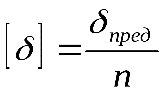 [δ] = δпред / n